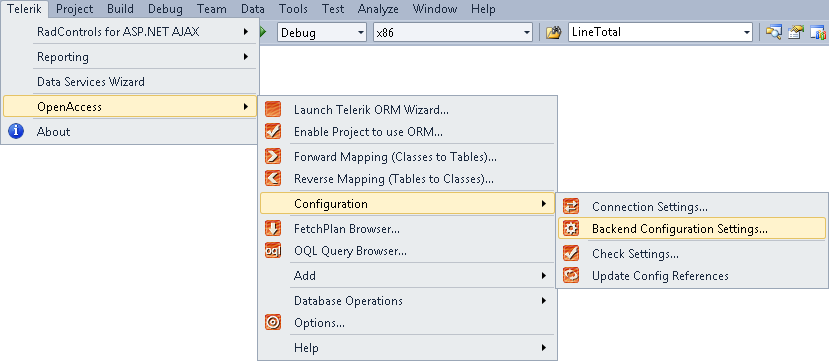 Telerik Project Build Debug Team Data Tools Test Analyze Window Help
RadControls for ASP.NET AJAX
Debug x86 LineTotal
Reporting
Data Services Wizard
OpenAccess
About
Launch Telerik ORM Wizard...
Enable Project to use ORM...
Forward Mapping (Classes to Tables)...
Reverse Mapping (Tables to Classes)...
Configuration
FetchPlan Browser...
oql OQL Query Browser...
Add
Database Operations
Options...
Help
Connection Settings...
Backend Configuration Settings...
Check Settings...
Update Config References